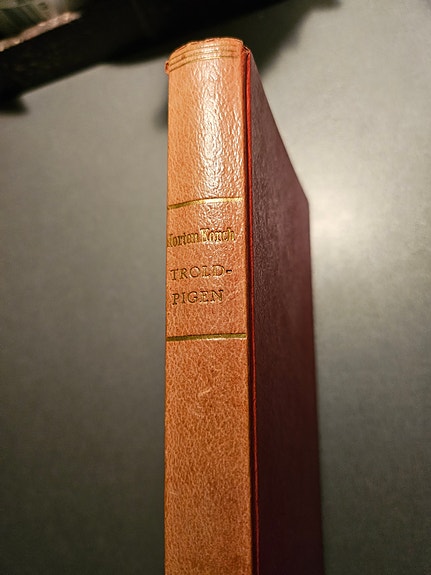 Morten Korch
TROLD-
PIGEN